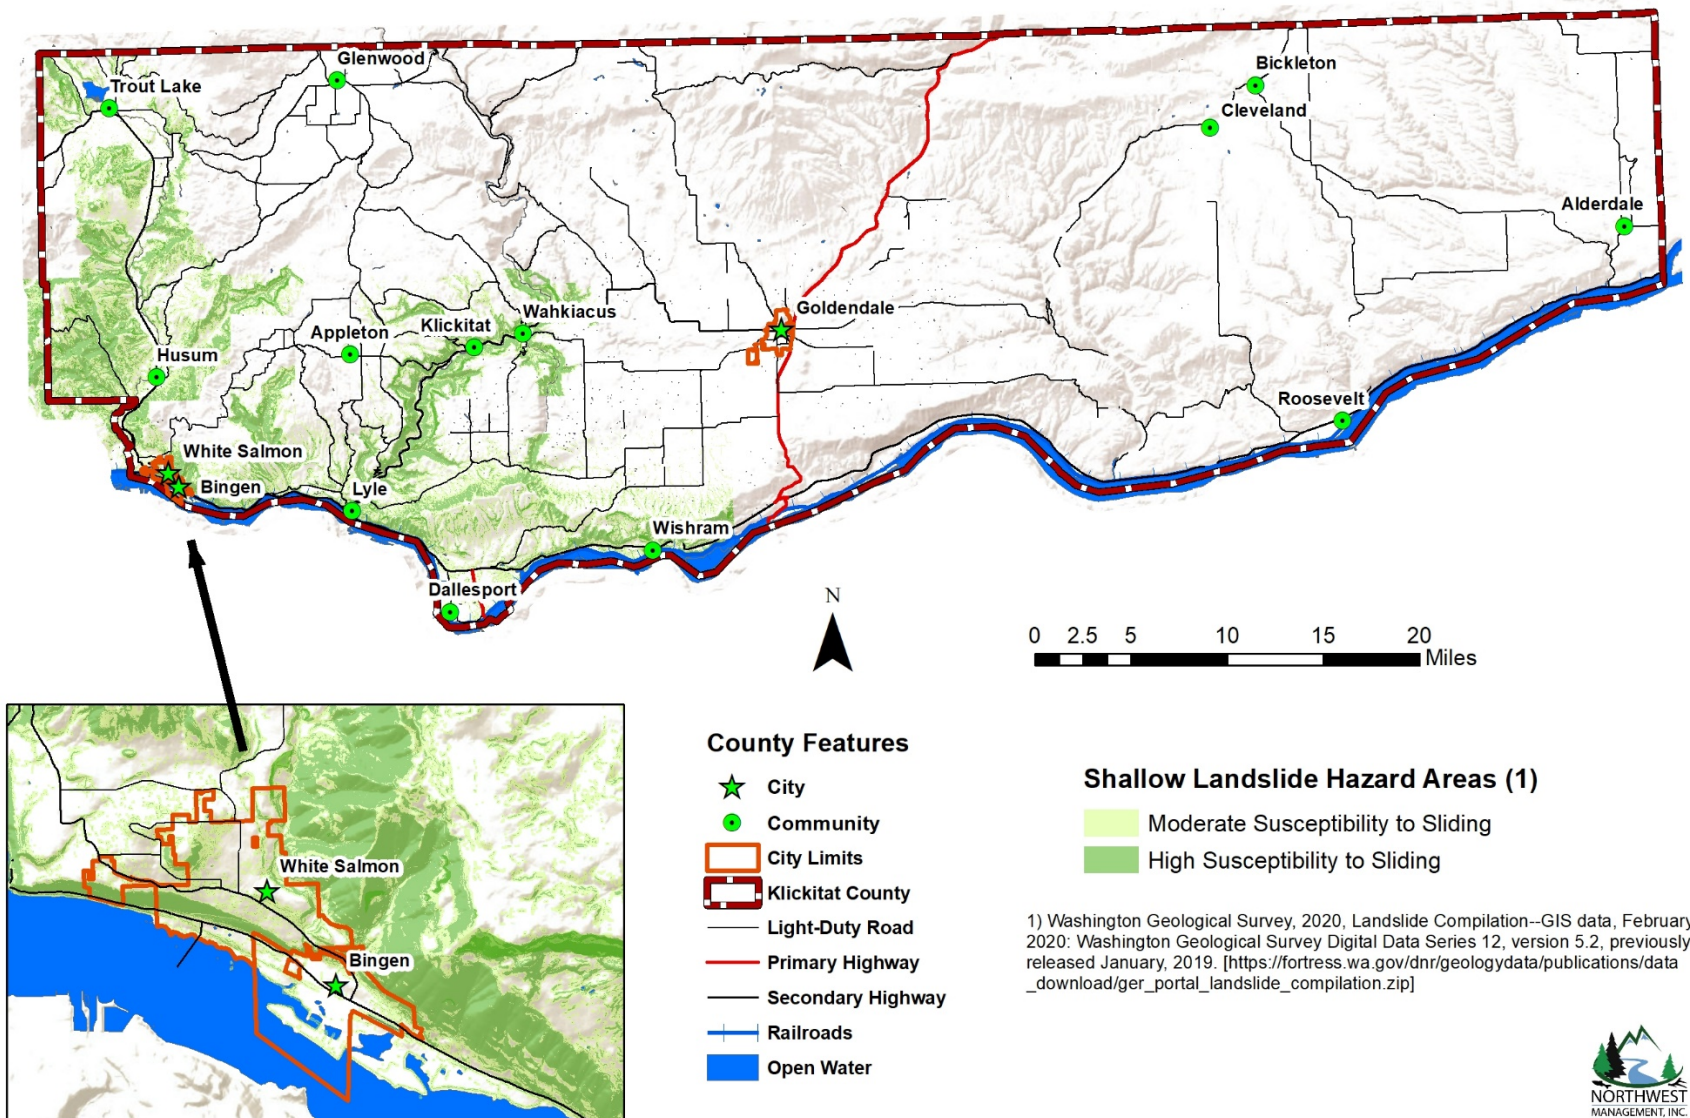 Glenwood
Trout Lake
Bickleton
Cleveland
Alderdale
Goldendale
Wahkiacus
Klickitat
Appleton
Husum
Roosevelt
White Salmon
Bingen
Lyle
Wishram
Dallesport
N
0 2.5 5 10 15 20
Miles
White Salmon
Bingen
County Features
City
Community
City Limits
Klickitat County
Light-Duty Road
Primary Highway
Secondary Highway
Railroads
Open Water
Shallow Landslide Hazard Areas (1)
Moderate Susceptibility to Sliding
High Susceptibility to Sliding
1) Washington Geological Survey, 2020, Landslide Compilation--GIS data, February
2020: Washington Geological Survey Digital Data Series 12, version 5.2, previously
released January, 2019. [https://fortress.wa.gov/dnr/geologydata/publications/data
_download/ger_portal_landslide_compilation.zip]
NORTHWEST
MANAGEMENT, INC.